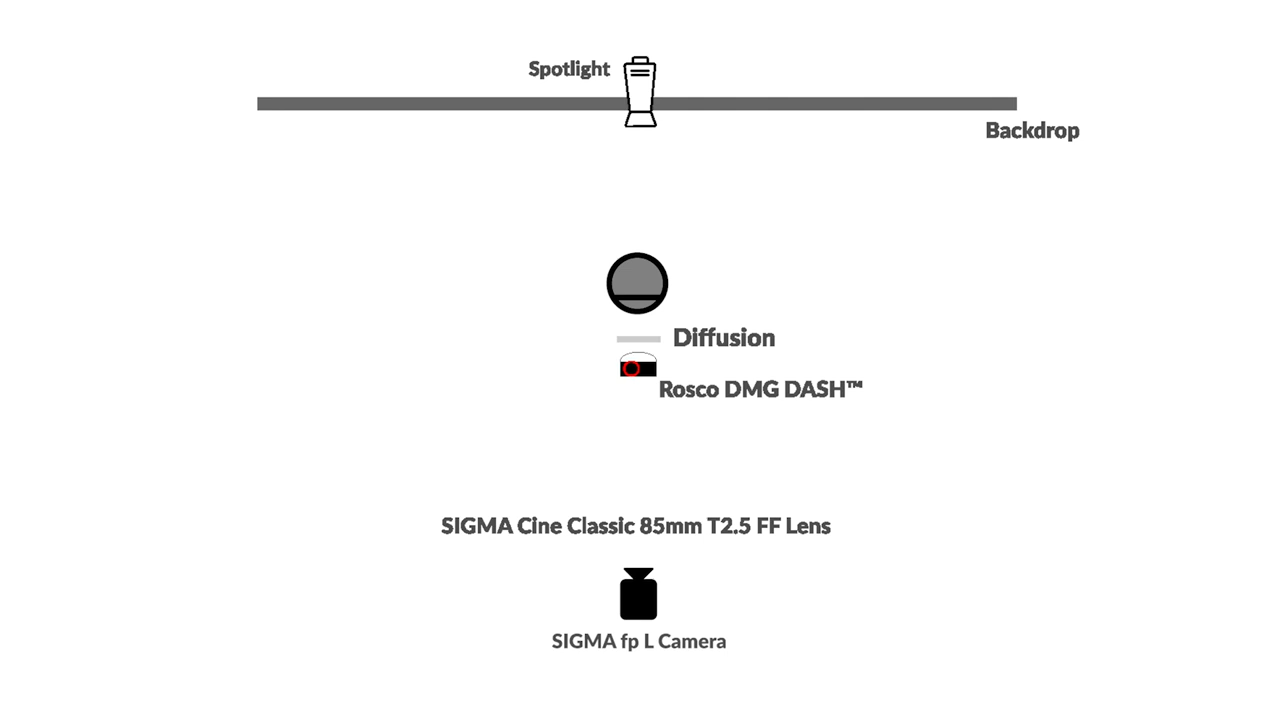 Spotlight
Backdrop
Diffusion
Rosco DMG DASH™
SIGMA Cine Classic 85mm T2.5 FF Lens
SIGMA fp L Camera